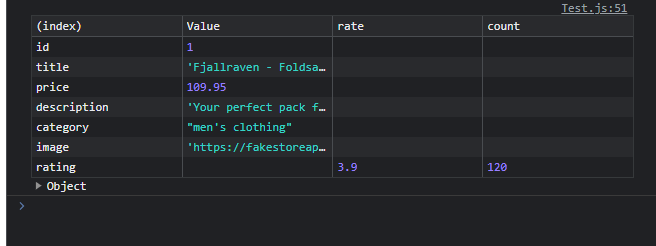 Test.js:51
(index) Value rate count
id 1
title 'Fjallraven - Foldsa…
price 109.95
description 'Your perfect pack f…
category "men's clothing"
image 'https://fakestoreap…
rating 3.9 120
▶ Object
>